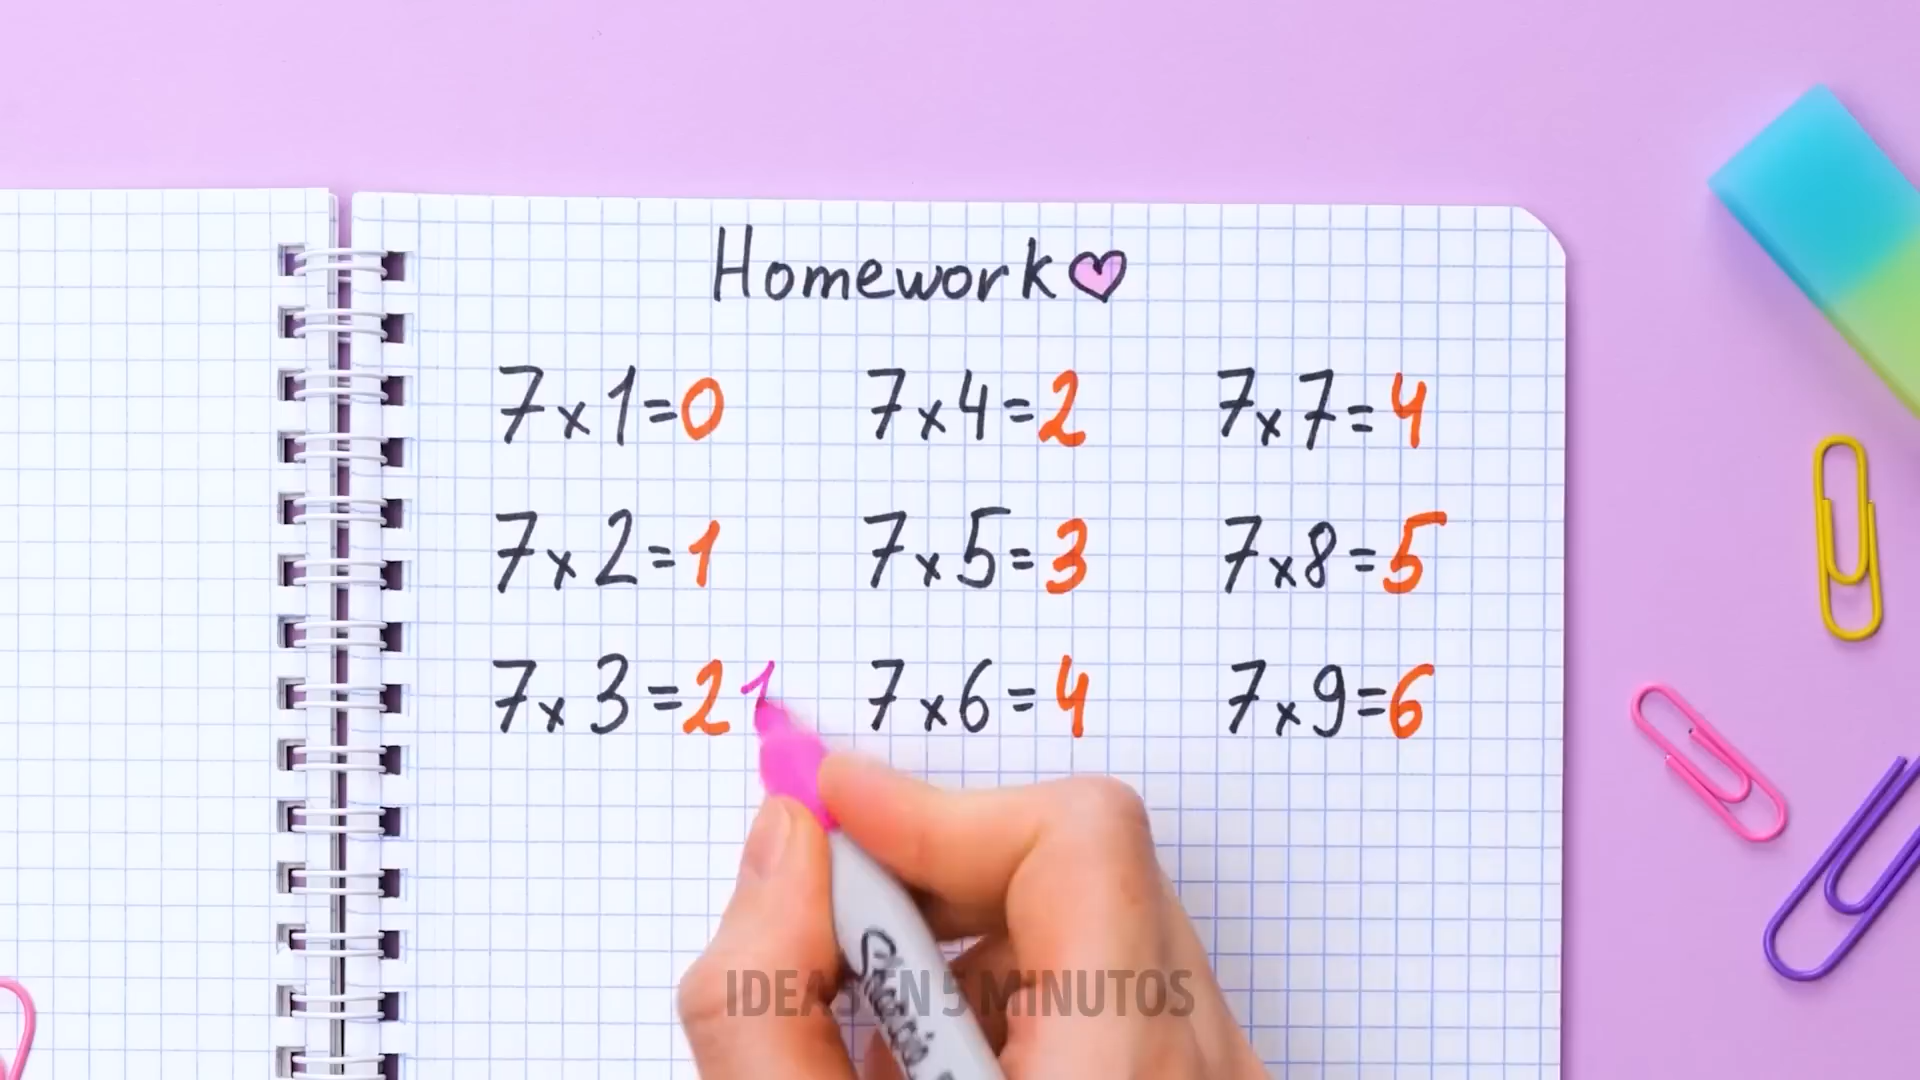 Homework
7x1=0 7x4=2 7x7=4
7x2=1 7x5=3 7x8=5
7x3=21 7x6=4 7x9=6
IDEAS EN 5 MINUTOS